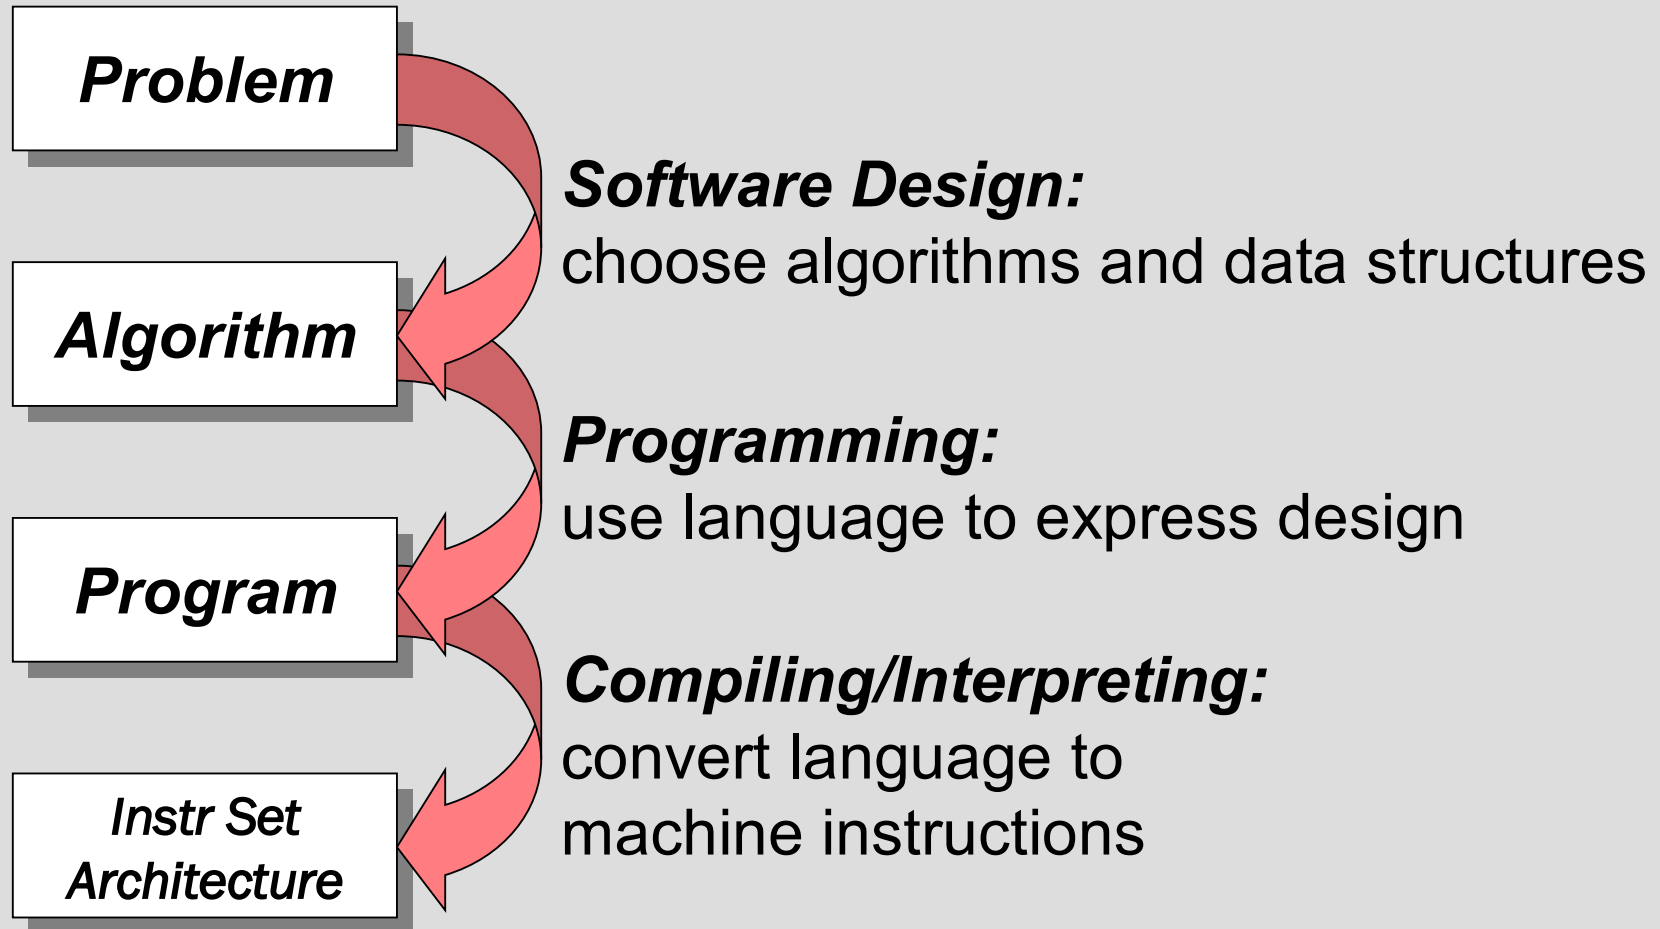 Problem
Software Design:
choose algorithms and data structures
Algorithm
Programming:
use language to express design
Program
Compiling/Interpreting:
convert language to
machine instructions
Instr Set
Architecture